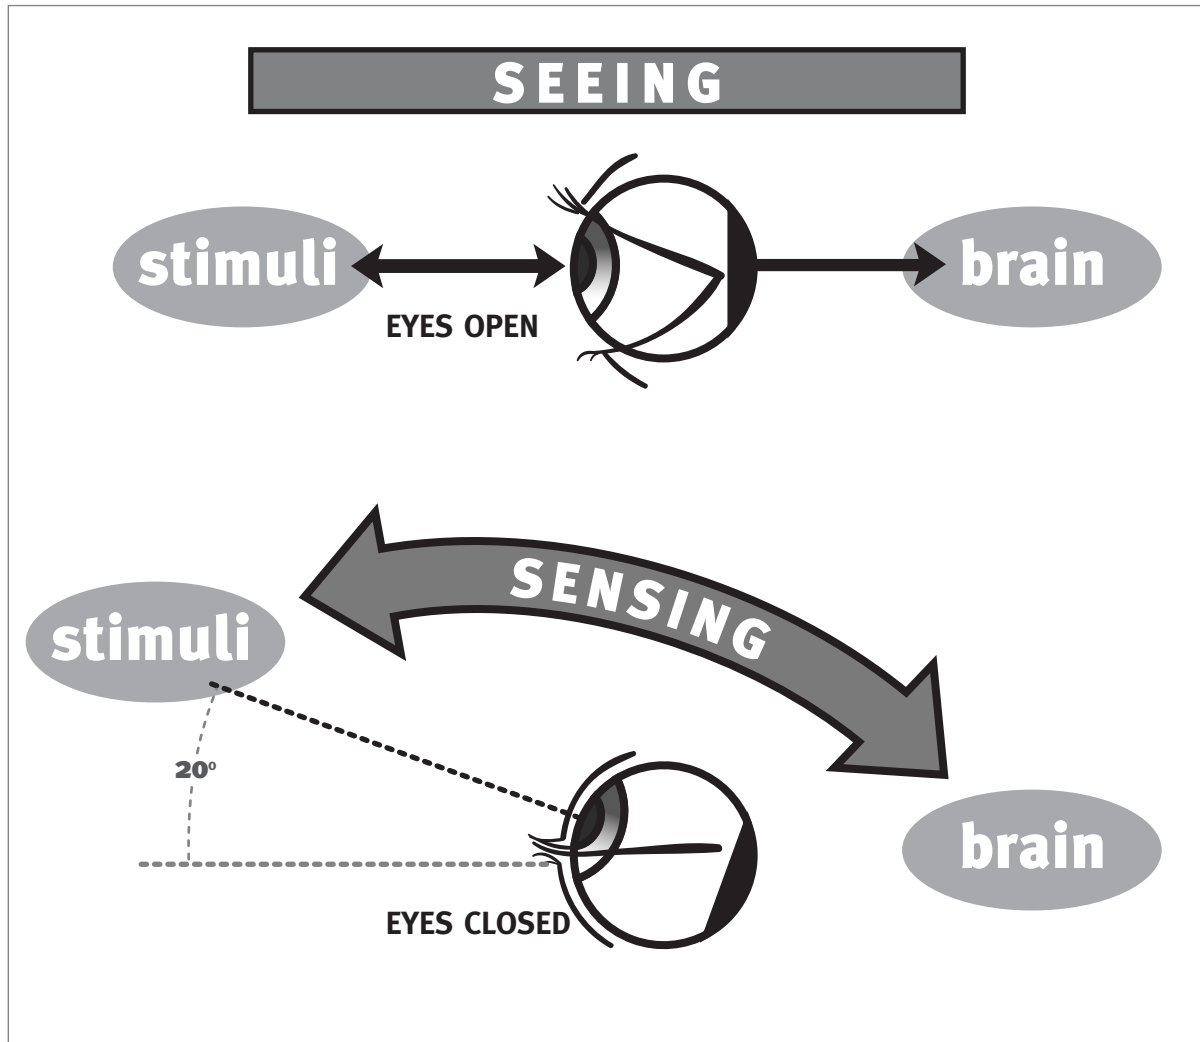 SEEING
stimuli
brain
EYES OPEN
SENSING
stimuli
20º
brain
EYES CLOSED